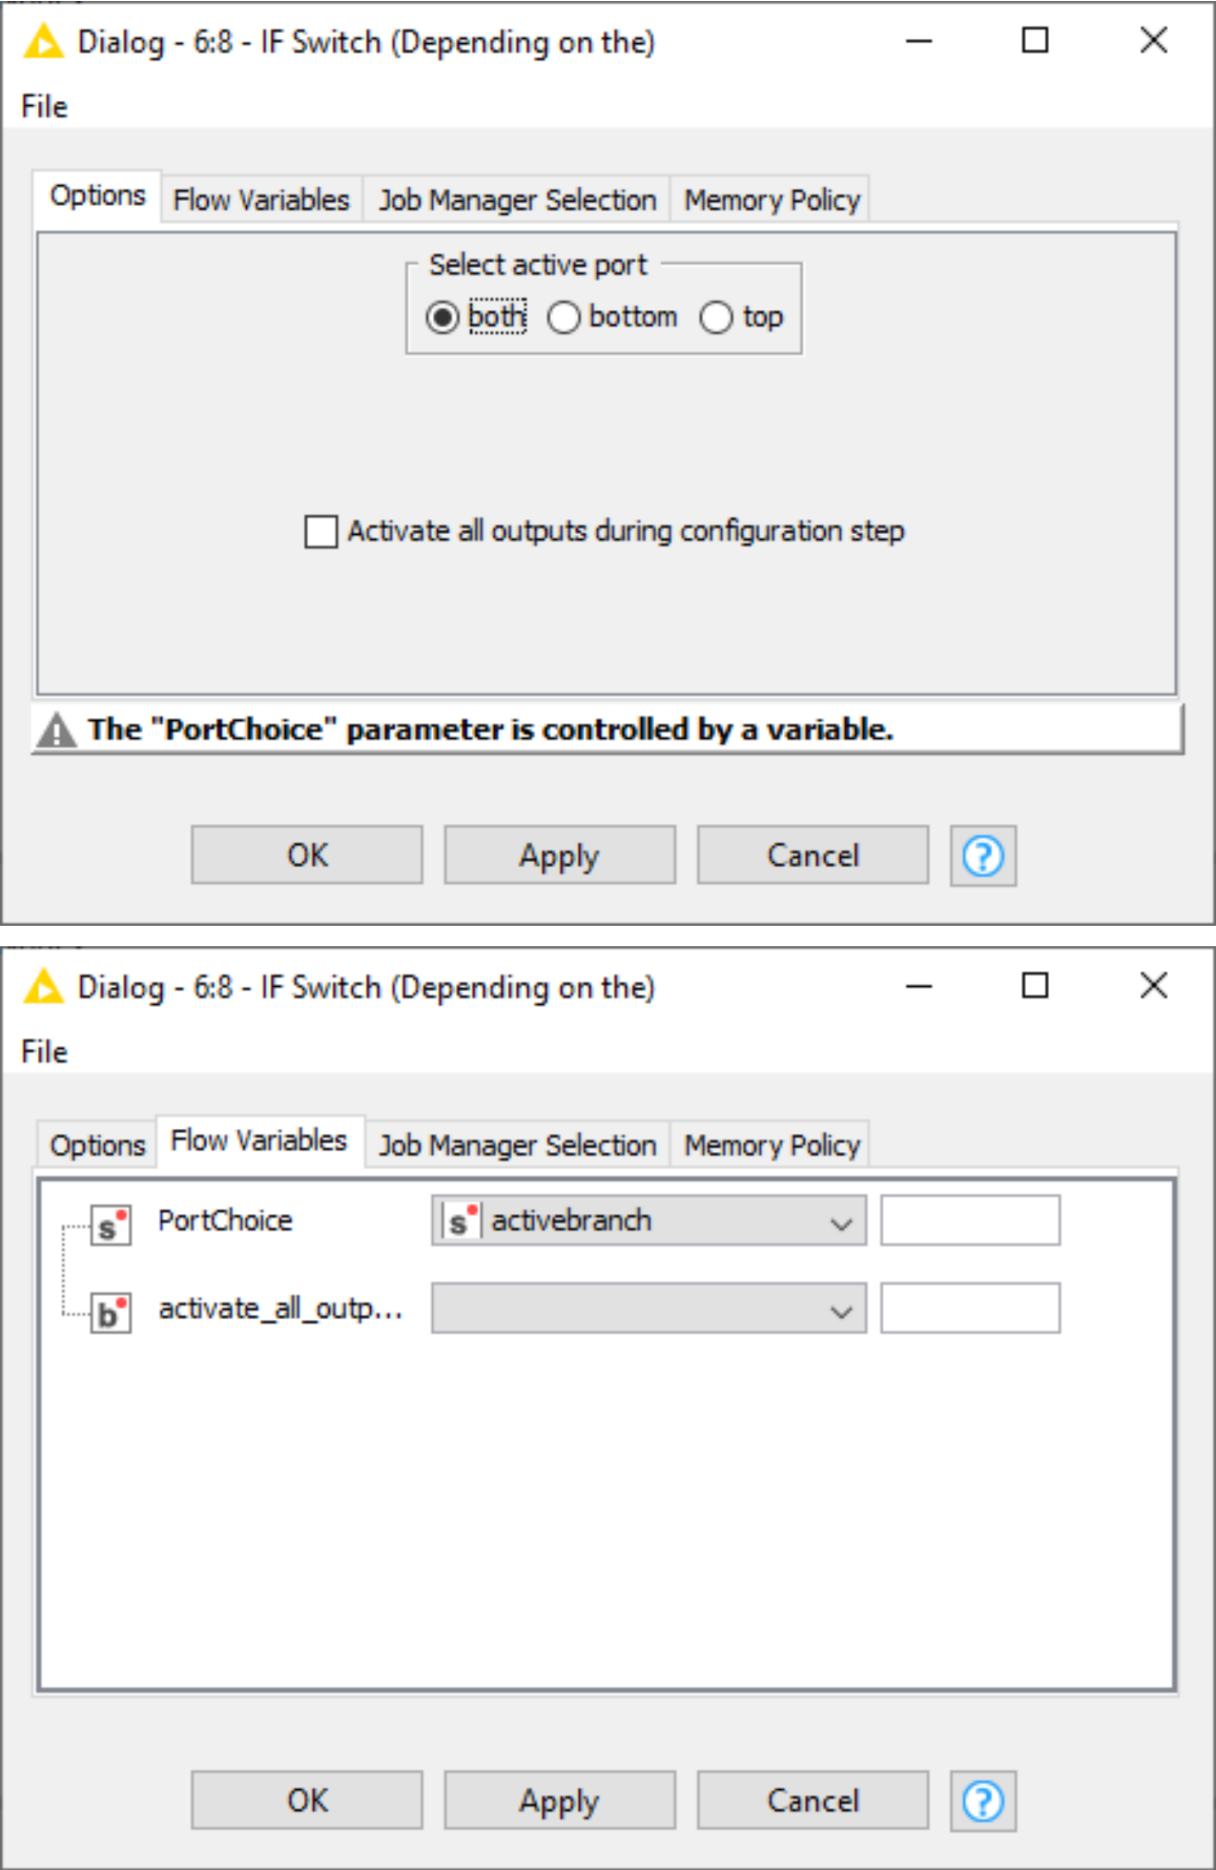 Dialog - 6:8 - IF Switch (Depending on the)
File
Options Flow Variables Job Manager Selection Memory Policy
Select active port
both bottom top
Activate all outputs during configuration step
The "PortChoice" parameter is controlled by a variable.
OK Apply Cancel ?
Dialog - 6:8 - IF Switch (Depending on the)
File
Options Flow Variables Job Manager Selection Memory Policy
s PortChoice s activebranch
b activate_all_outp...
OK Apply Cancel ?